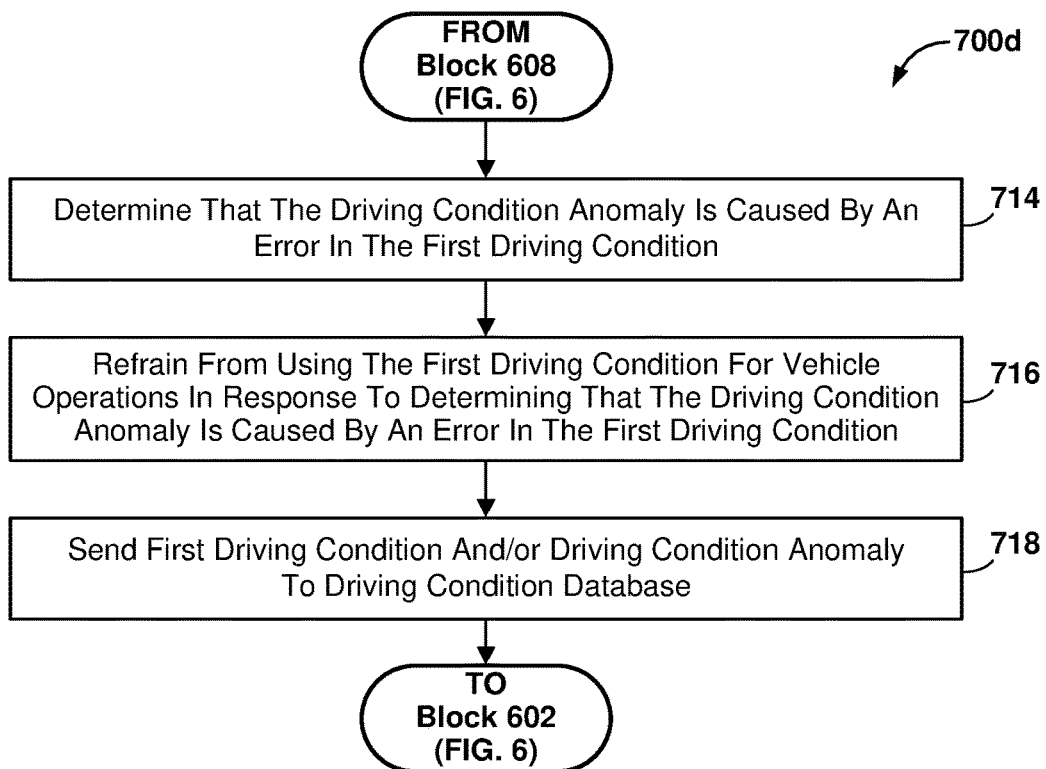 FROM
Block 608
(FIG. 6)
700d
Determine That The Driving Condition Anomaly Is Caused By An
Error In The First Driving Condition
714
Refrain From Using The First Driving Condition For Vehicle
Operations In Response To Determining That The Driving Condition
Anomaly Is Caused By An Error In The First Driving Condition
716
Send First Driving Condition And/or Driving Condition Anomaly
To Driving Condition Database
718
TO
Block 602
(FIG. 6)